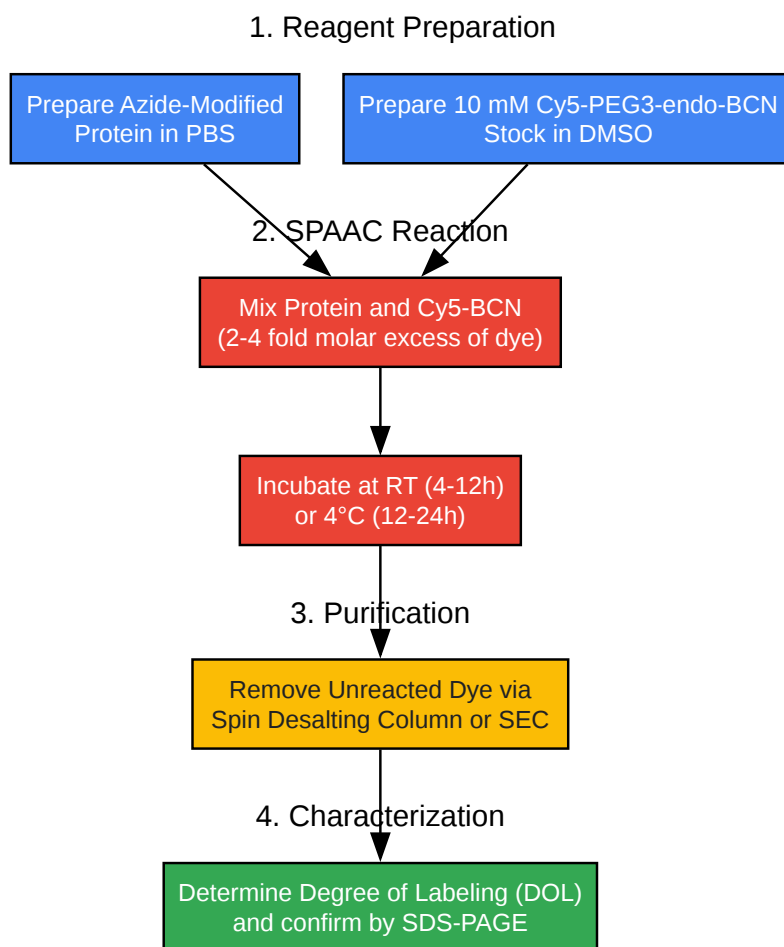 1. Reagent Preparation
Prepare Azide-Modified
Protein in PBS
Prepare 10 mM Cy5-PEG3-endo-BCN
Stock in DMSO
2. SPAAC Reaction
Mix Protein and Cy5-BCN
(2-4 fold molar excess of dye)
Incubate at RT (4-12h)
or 4°C (12-24h)
3. Purification
Remove Unreacted Dye via
Spin Desalting Column or SEC
4. Characterization
Determine Degree of Labeling (DOL)
and confirm by SDS-PAGE